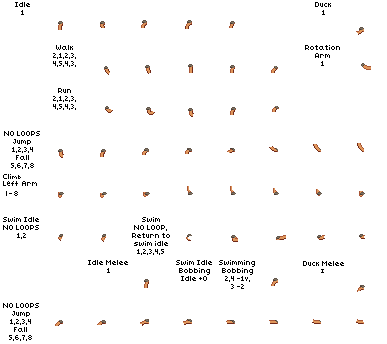 Idle
1
Duck
1
Walk
2,1,2,3,
4,5,4,3,
Rotation
Arm
1
Run
2,1,2,3,
4,5,4,3,
NO LOOPS
Jump
1,2,3,4
Fall
5,6,7,8
Climb
Left Arm
1-8
Swim Idle
NO LOOPS
1,2
Swim
NO LOOP,
Return to
swim idle
1,2,3,4,5
Swim Idle
Bobbing
Idle +0
Swimming
Bobbing
2,4 -1v,
3 -2
Idle Melee
1
Duck Melee
1
NO LOOPS
Jump
1,2,3,4
Fall
5,6,7,8